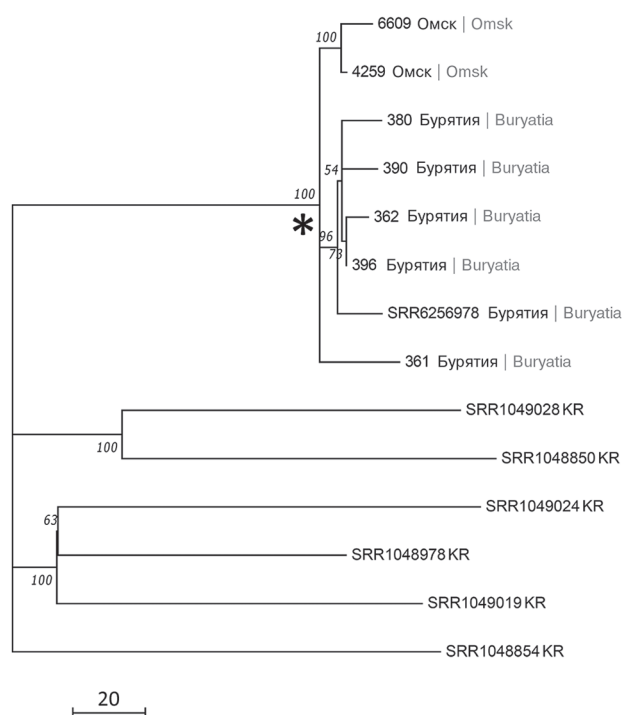 6609 Омск | Omsk
100
4259 Омск | Omsk
380 Бурятия | Buryatia
54
390 Бурятия | Buryatia
100
362 Бурятия | Buryatia
*
96
73
396 Бурятия | Buryatia
SRR6256978 Бурятия | Buryatia
361 Бурятия | Buryatia
SRR1049028 KR
100
SRR1048850 KR
SRR1049024 KR
63
SRR1048978 KR
100
SRR1049019 KR
SRR1048854 KR
20